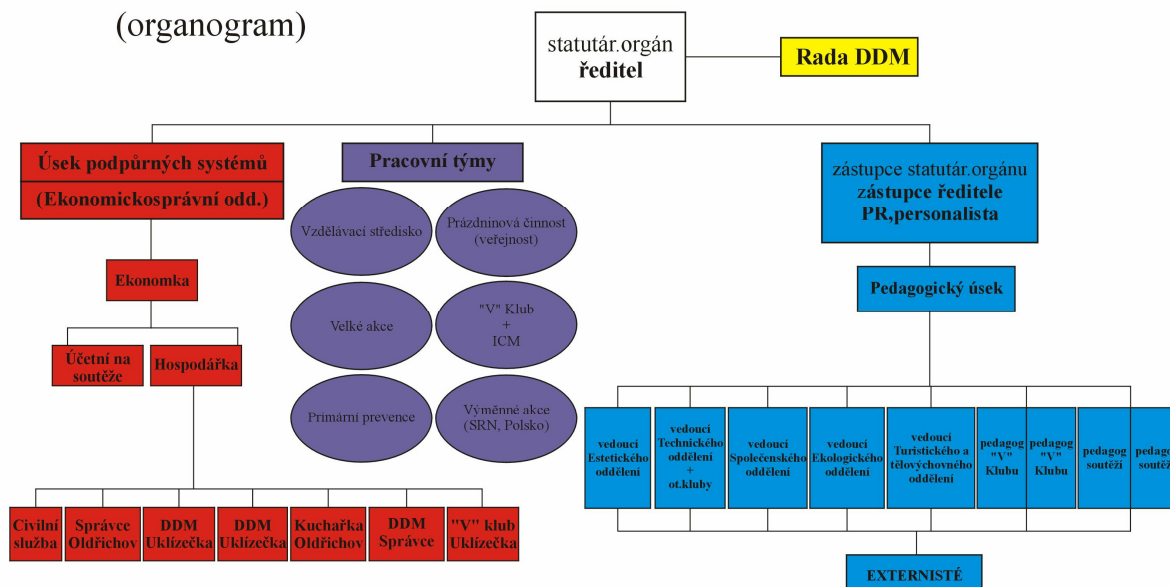 (organogram)
statutár.orgán
ředitel
Rada DDM
Úsek podpůrných systémů
(Ekonomickosprávní odd.)
Pracovní týmy
zástupce statutár.orgánu
zástupce ředitele
PR,personalista
Vzdělávací středisko
Prázdninová činnost
(veřejnost)
Ekonomka
Pedagogický úsek
Velké akce
"V" Klub
+
ICM
Účetní na
soutěže
Hospodářka
Primární prevence
Výměnné akce
(SRN, Polsko)
vedoucí
Estetického
oddělení
vedoucí
Technického
oddělení
+
ot.kluby
vedoucí
Společenského
oddělení
vedoucí
Ekologického
oddělení
vedoucí
Turistického a
tělovýchovného
oddělení
pedagog
"V"
Klubu
pedagog
"V"
Klubu
pedagog
soutěží
pedago
soutěž
Civilní
služba
Správce
Oldřichov
DDM
Uklízečka
DDM
Uklízečka
Kuchařka
Oldřichov
DDM
Správce
"V" klub
Uklízečka
EXTERNISTÉ